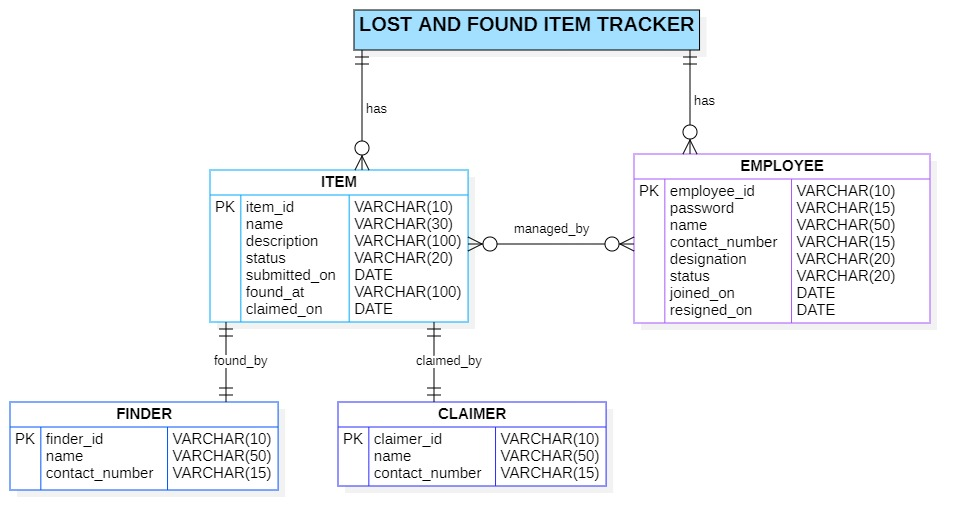 LOST AND FOUND ITEM TRACKER
has
has
ITEM
PK item_id VARCHAR(10)
name VARCHAR(30)
description VARCHAR(100)
status VARCHAR(20)
submitted_on DATE
found_at VARCHAR(100)
claimed_on DATE
managed_by
EMPLOYEE
PK employee_id VARCHAR(10)
password VARCHAR(15)
name VARCHAR(50)
contact_number VARCHAR(15)
designation VARCHAR(20)
status VARCHAR(20)
joined_on DATE
resigned_on DATE
found_by
claimed_by
FINDER
PK finder_id VARCHAR(10)
name VARCHAR(50)
contact_number VARCHAR(15)
CLAIMER
PK claimer_id VARCHAR(10)
name VARCHAR(50)
contact_number VARCHAR(15)